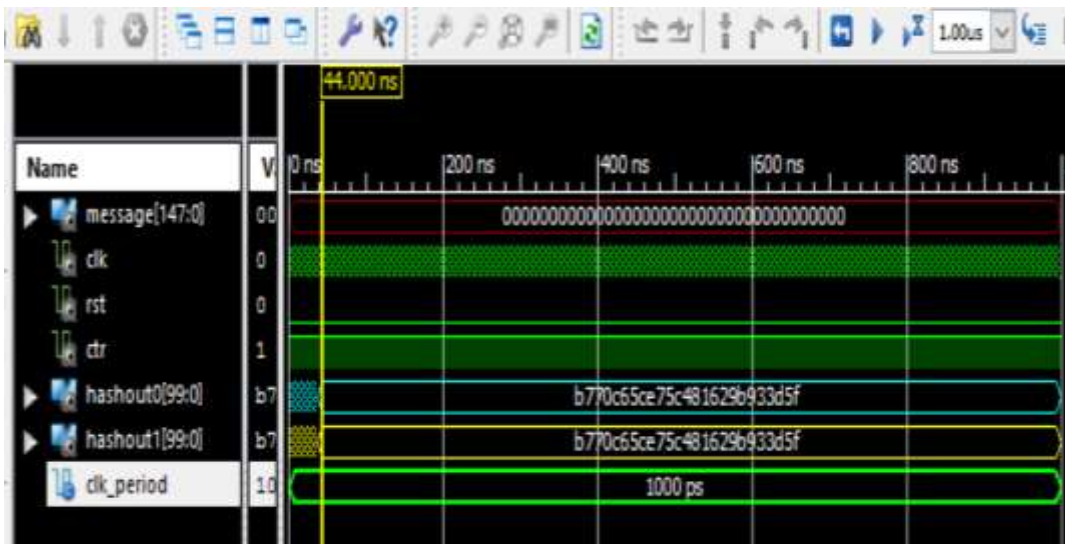 1.00us
44.000 ns
Name V 0 ns 200 ns 400 ns 600 ns 800 ns
message[147:0] 00 0000000000000000000000000000000000000
clk 0
rst 0
ctr 1
hashout0[99:0] b7 b770c65ce75c481629b933d5f
hashout1[99:0] b7 b770c65ce75c481629b933d5f
clk_period 10 1000 ps